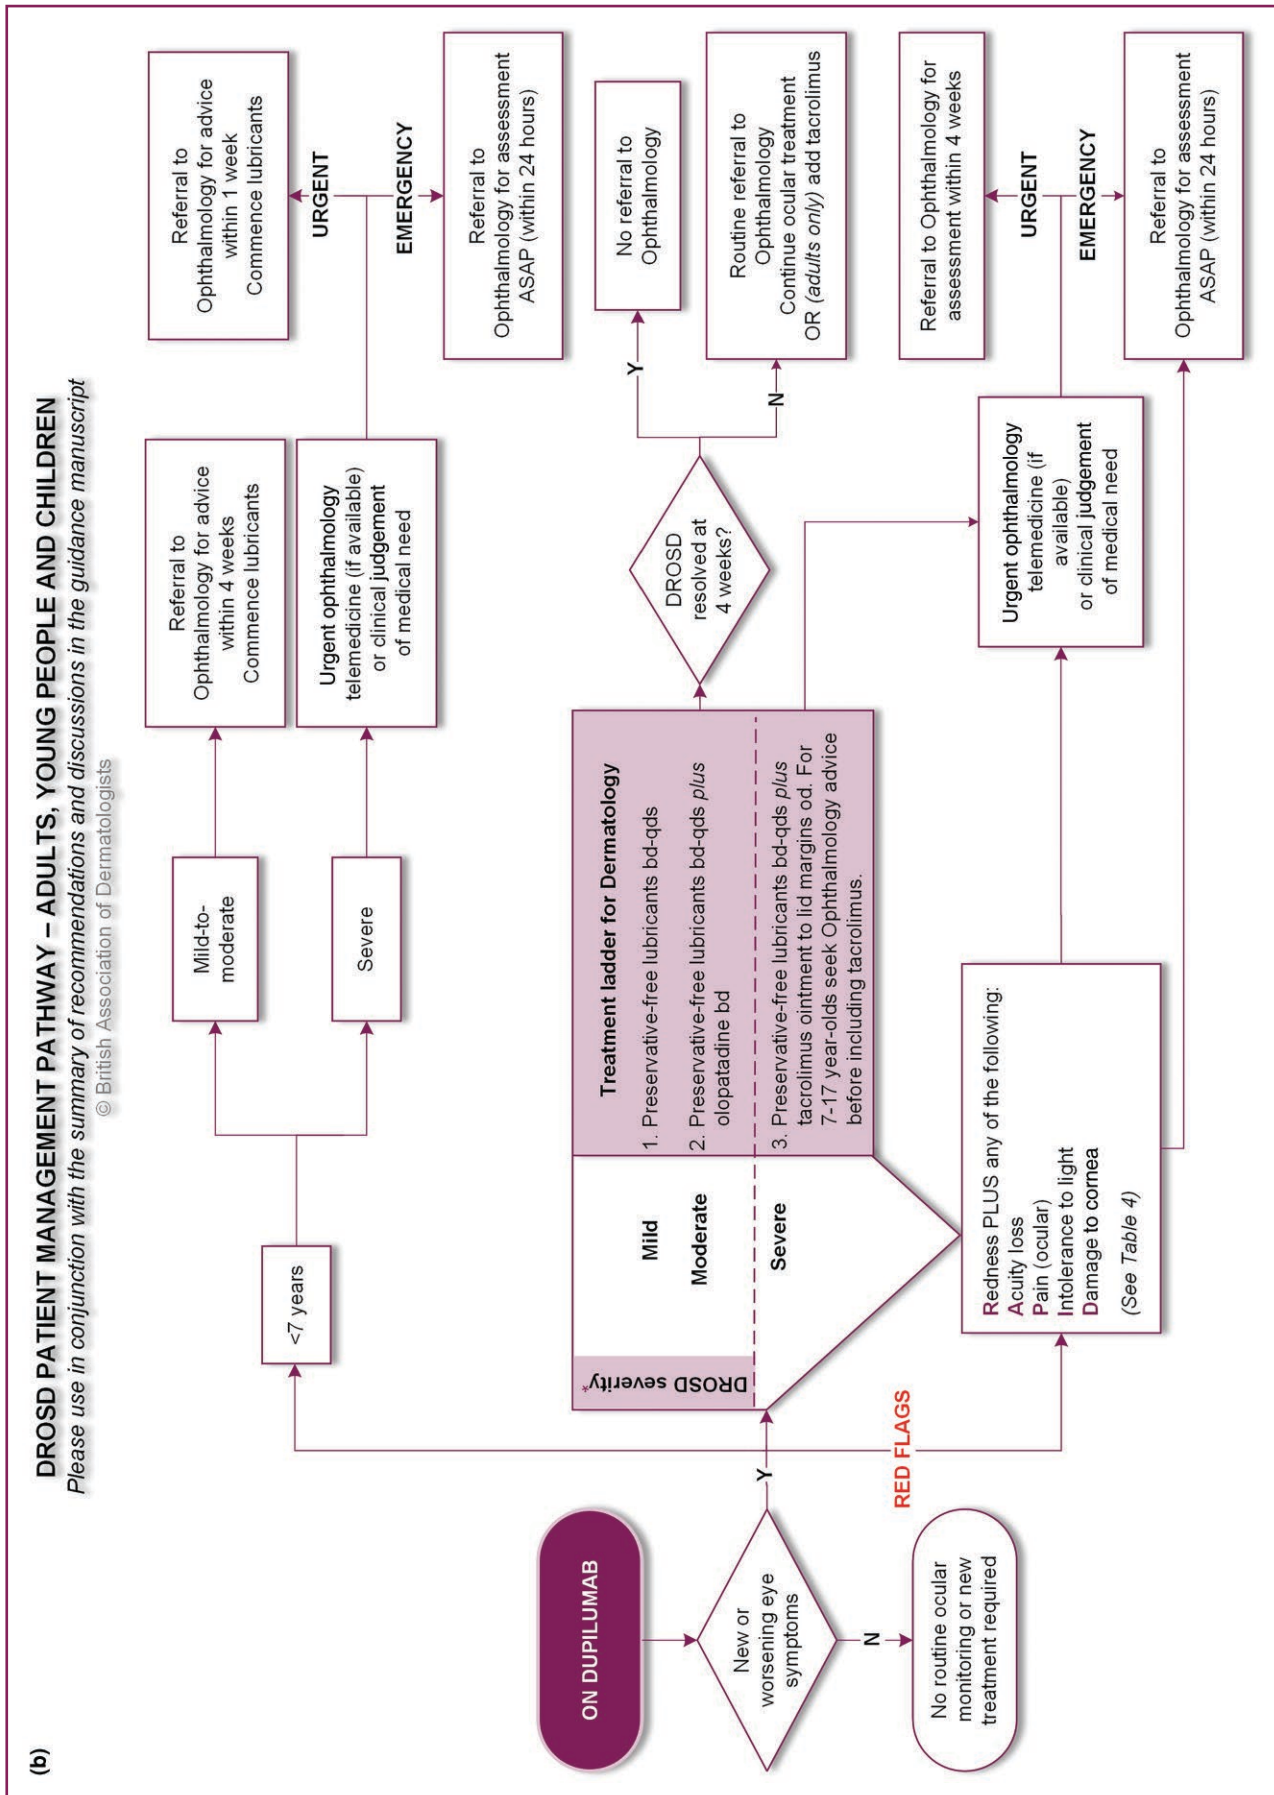 (b)
DROSD PATIENT MANAGEMENT PATHWAY – ADULTS, YOUNG PEOPLE AND CHILDREN
Please use in conjunction with the summary of recommendations and discussions in the guidance manuscript
© British Association of Dermatologists
ON DUPILUMAB
New or
worsening eye
symptoms
N
No routine ocular
monitoring or new
treatment required
Y
RED FLAGS
<7 years
Mild-to-
moderate
Severe
Referral to
Ophthalmology for advice
within 4 weeks
Commence lubricants
Urgent ophthalmology
telemedicine (if available)
or clinical judgement
of medical need
Referral to
Ophthalmology for advice
within 1 week
Commence lubricants
URGENT
EMERGENCY
Referral to
Ophthalmology for assessment
ASAP (within 24 hours)
DROSD severity*
Mild
Moderate
Severe
Treatment ladder for Dermatology
1. Preservative-free lubricants bd-qds
2. Preservative-free lubricants bd-qds plus
olopatadine bd
3. Preservative-free lubricants bd-qds plus
tacrolimus ointment to lid margins od. For
7-17 year-olds seek Ophthalmology advice
before including tacrolimus.
DROSD
resolved at
4 weeks?
Y
No referral to
Ophthalmology
N
Routine referral to
Ophthalmology
Continue ocular treatment
OR (adults only) add tacrolimus
Redness PLUS any of the following:
Acuity loss
Pain (ocular)
Intolerance to light
Damage to cornea
(See Table 4)
Urgent ophthalmology
telemedicine (if
available)
or clinical judgement
of medical need
Referral to Ophthalmology for
assessment within 4 weeks
URGENT
EMERGENCY
Referral to
Ophthalmology for assessment
ASAP (within 24 hours)